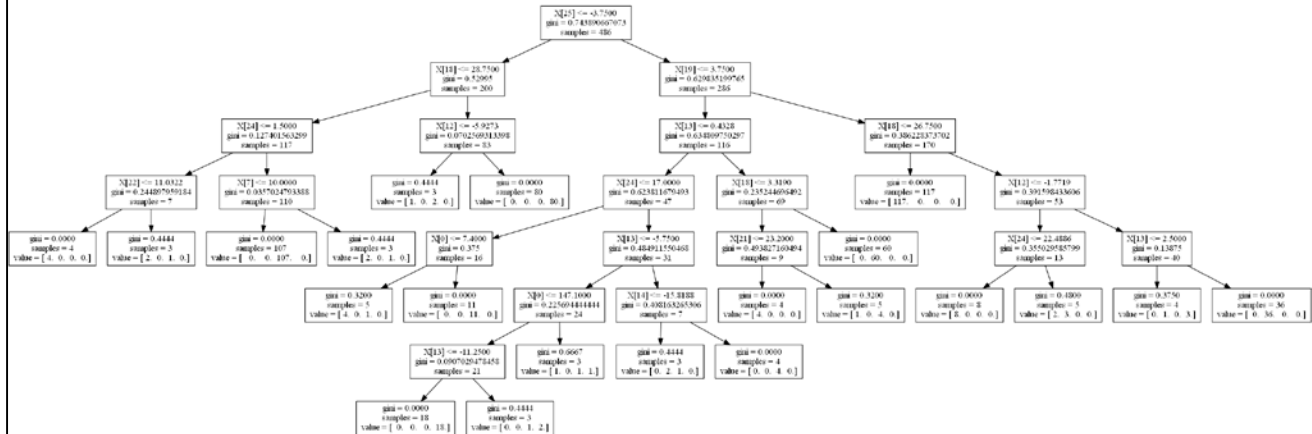 X[25] <= -3.7500
gini = 0.743890667073
samples = 486
X[18] <= 28.7500
gini = 0.52995
samples = 200
X[19] <= 3.7500
gini = 0.629835199765
samples = 286
X[24] <= 1.5000
gini = 0.127401563299
samples = 117
X[12] <= -5.9273
gini = 0.0702569313398
samples = 83
X[13] <= 0.4328
gini = 0.634809750297
samples = 116
X[18] <= 26.7500
gini = 0.386228373702
samples = 170
X[22] <= 11.0322
gini = 0.244897959184
samples = 7
X[7] <= 10.0000
gini = 0.0357024793388
samples = 110
gini = 0.4444
samples = 3
value = [ 1. 0. 2. 0.]
gini = 0.0000
samples = 80
value = [ 0. 0. 0. 80.]
X[24] <= 17.0000
gini = 0.623811679493
samples = 47
X[18] <= 3.3190
gini = 0.235244696492
samples = 69
gini = 0.0000
samples = 117
value = [ 117. 0. 0. 0.]
X[12] <= -1.7719
gini = 0.391598433606
samples = 53
gini = 0.0000
samples = 4
value = [ 4. 0. 0. 0.]
gini = 0.4444
samples = 3
value = [ 2. 0. 1. 0.]
gini = 0.0000
samples = 107
value = [ 0. 0. 107. 0.]
gini = 0.4444
samples = 3
value = [ 2. 0. 1. 0.]
X[0] <= 7.4000
gini = 0.375
samples = 16
X[13] <= -5.7500
gini = 0.484911550468
samples = 31
X[21] <= 23.2000
gini = 0.493827160494
samples = 9
gini = 0.0000
samples = 60
value = [ 0. 60. 0. 0.]
X[24] <= 22.4886
gini = 0.355029585799
samples = 13
X[13] <= 2.5000
gini = 0.13875
samples = 40
gini = 0.3200
samples = 5
value = [ 4. 0. 1. 0.]
gini = 0.0000
samples = 11
value = [ 0. 0. 11. 0.]
X[0] <= 147.1000
gini = 0.225694444444
samples = 24
X[14] <= -15.8188
gini = 0.408163265306
samples = 7
gini = 0.0000
samples = 4
value = [ 4. 0. 0. 0.]
gini = 0.3200
samples = 5
value = [ 1. 0. 4. 0.]
gini = 0.0000
samples = 8
value = [ 8. 0. 0. 0.]
gini = 0.4800
samples = 5
value = [ 2. 3. 0. 0.]
gini = 0.3750
samples = 4
value = [ 0. 1. 0. 3.]
gini = 0.0000
samples = 36
value = [ 0. 36. 0. 0.]
X[13] <= -11.2500
gini = 0.0907029478458
samples = 21
gini = 0.6667
samples = 3
value = [ 1. 0. 1. 1.]
gini = 0.4444
samples = 3
value = [ 0. 2. 1. 0.]
gini = 0.0000
samples = 4
value = [ 0. 0. 4. 0.]
gini = 0.0000
samples = 18
value = [ 0. 0. 0. 18.]
gini = 0.4444
samples = 3
value = [ 0. 0. 1. 2.]